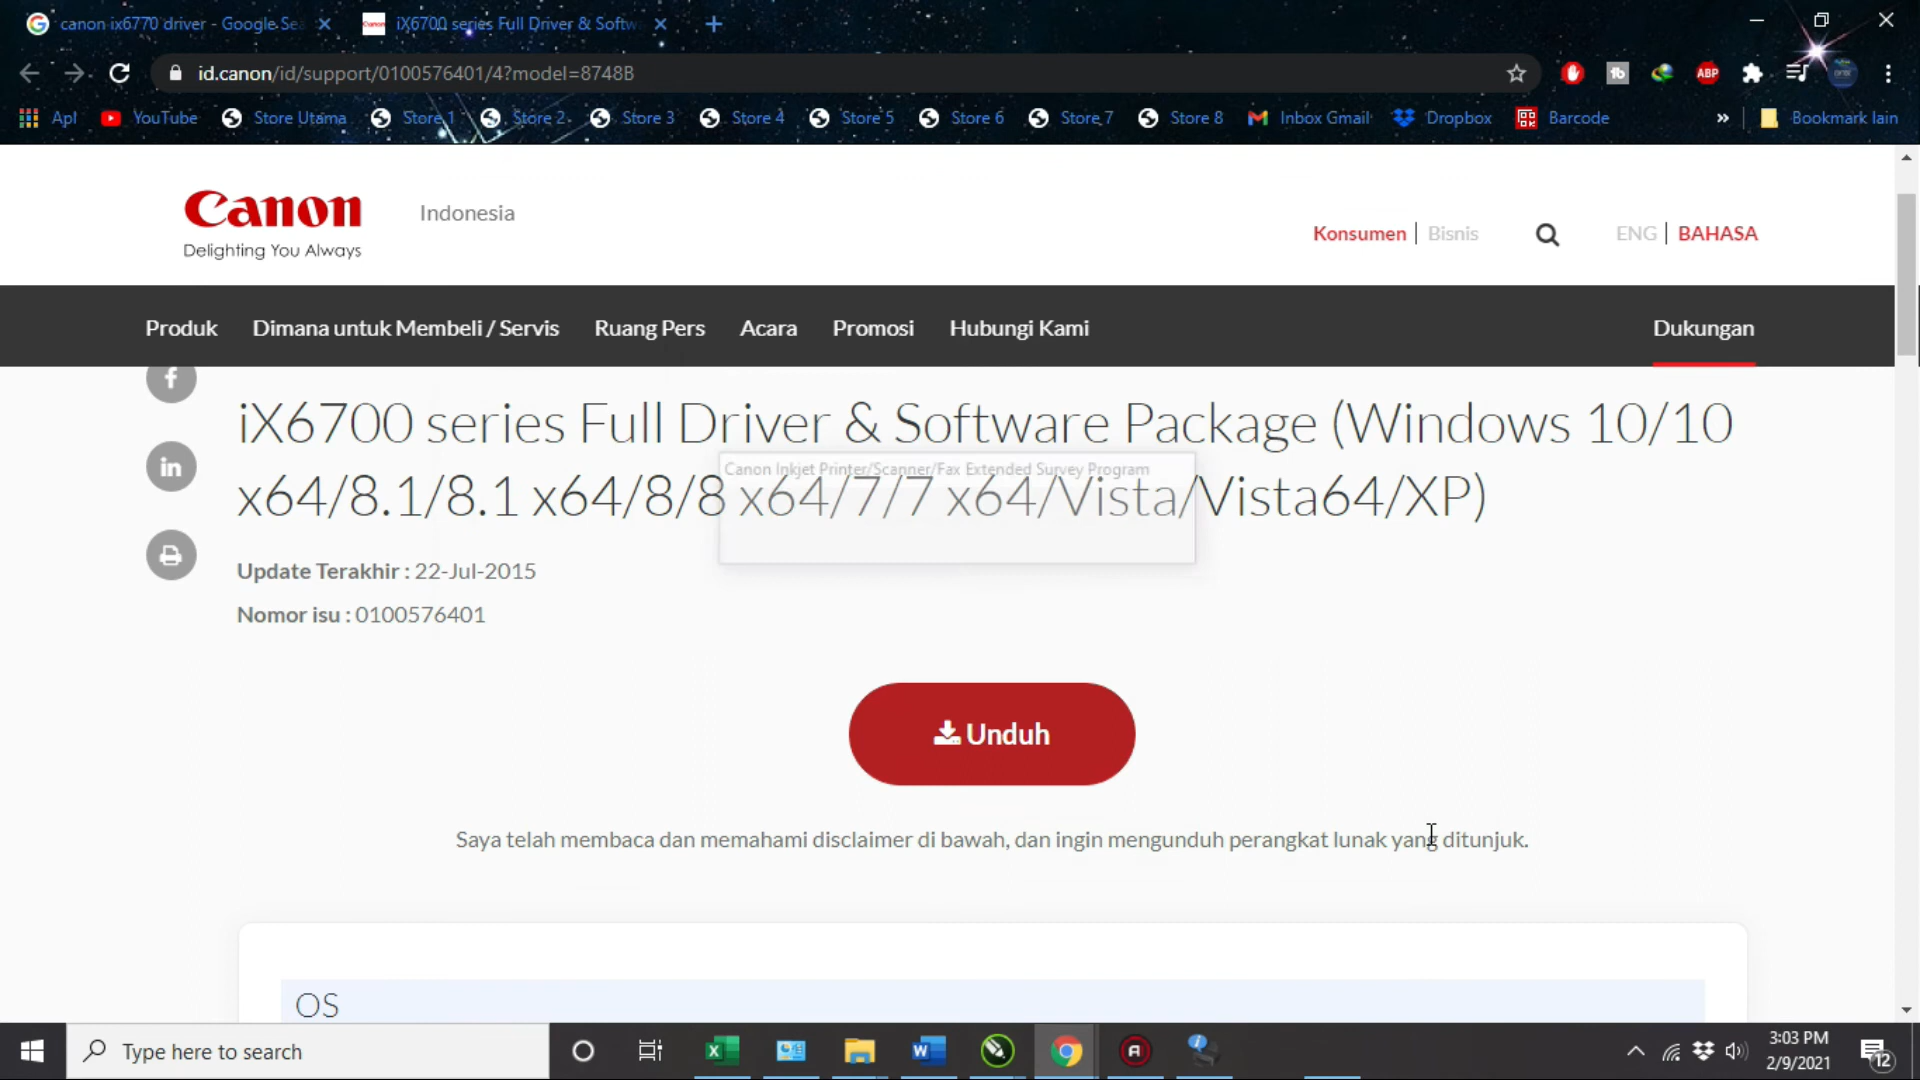 canon ix6770 driver - Google Se
iX6700 series Full Driver & Softw
id.canon/id/support/0100576401/4?model=8748B
Apl
YouTube
Store Utama
Store 1
Store 2
Store 3
Store 4
Store 5
Store 6
Store 7
Store 8
Inbox Gmail
Dropbox
Barcode
»
Bookmark lain
Canon
Delighting You Always
Indonesia
Konsumen | Bisnis
ENG | BAHASA
Produk
Dimana untuk Membeli / Servis
Ruang Pers
Acara
Promosi
Hubungi Kami
Dukungan
iX6700 series Full Driver & Software Package (Windows 10/10
Canon Inkjet Printer/Scanner/Fax Extended Survey Program
x64/8.1/8.1 x64/8/8 x64/7/7 x64/Vista/Vista64/XP)
Update Terakhir : 22-Jul-2015
Nomor isu : 0100576401
Unduh
Saya telah membaca dan memahami disclaimer di bawah, dan ingin mengunduh perangkat lunak yang ditunjuk.
OS
Type here to search
3:03 PM
2/9/2021
12